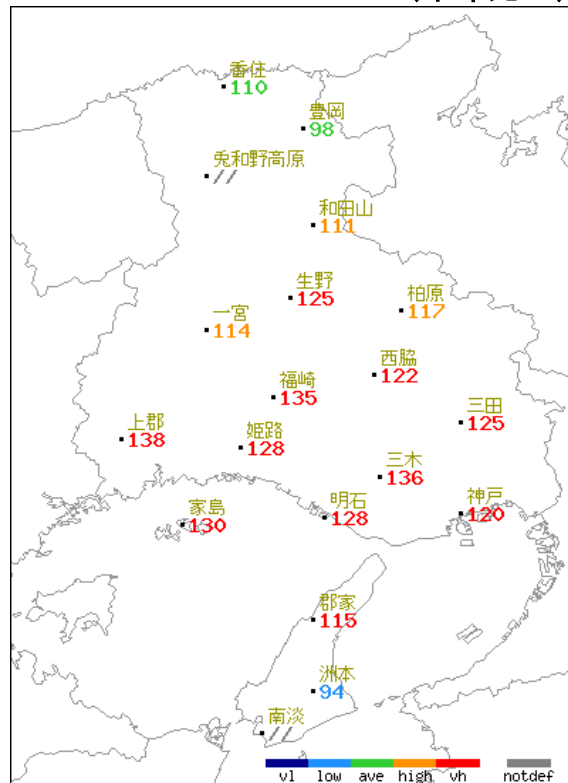 香住
110
豊岡
98
兎和野高原
//
和田山
111
生野
125
柏原
117
一宮
114
西脇
122
福崎
135
三田
125
上郡
138
姫路
128
三木
136
家島
130
明石
128
神戸
120
郡家
115
洲本
94
南淡
//
vl low ave high vh notdef